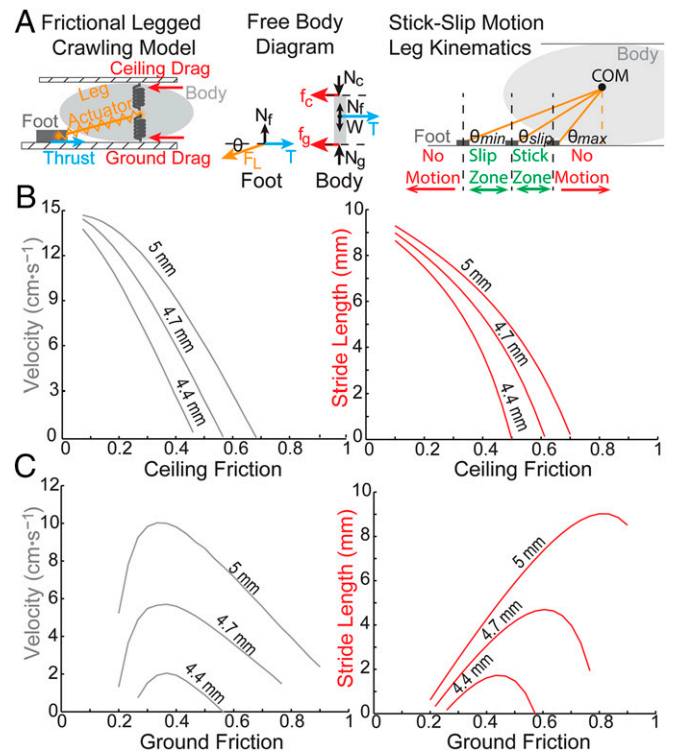 A Frictional Legged
Crawling Model
Free Body
Diagram
Stick-Slip Motion
Leg Kinematics
Ceiling Drag
Leg
Actuator
Body
Foot
Thrust
Ground Drag
N_f
θ
F_L
T
Foot
N_c
f_c
N_f
W
T
f_g
N_g
Body
Body
COM
Foot
θmin θslip θmax
No Slip Stick No
Motion Zone Zone Motion
B
Velocity (cm·s⁻¹)
15
12
9
6
3
0
5 mm
4.7 mm
4.4 mm
0 0.2 0.4 0.6 0.8 1
Ceiling Friction
Stride Length (mm)
10
8
6
4
2
0
5 mm
4.7 mm
4.4 mm
0 0.2 0.4 0.6 0.8 1
Ceiling Friction
C
Velocity (cm·s⁻¹)
12
10
8
6
4
2
0
5 mm
4.7 mm
4.4 mm
0 0.2 0.4 0.6 0.8 1
Ground Friction
Stride Length (mm)
10
8
6
4
2
0
5 mm
4.7 mm
4.4 mm
0 0.2 0.4 0.6 0.8 1
Ground Friction